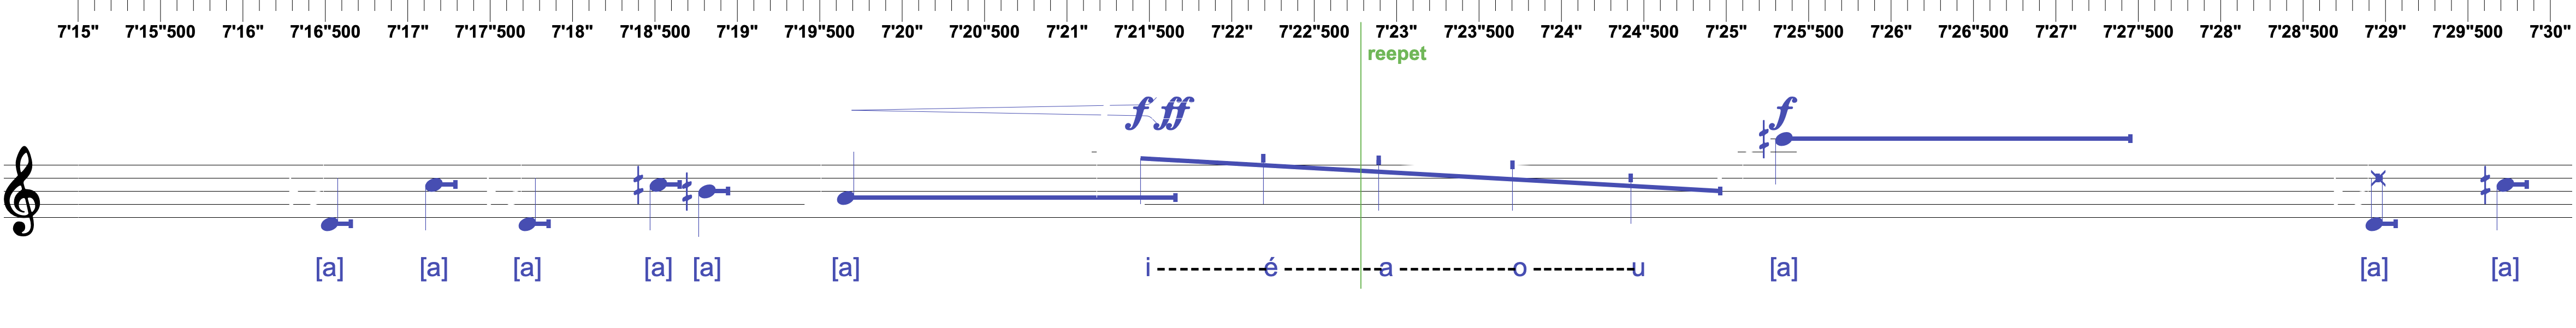 7'15" 7'15"500 7'16" 7'16"500 7'17" 7'17"500 7'18" 7'18"500 7'19" 7'19"500 7'20" 7'20"500 7'21" 7'21"500 7'22" 7'22"500 7'23" 7'23"500 7'24" 7'24"500 7'25" 7'25"500 7'26" 7'26"500 7'27" 7'27"500 7'28" 7'28"500 7'29" 7'29"500 7'30"
reepet
f ff f
[a] [a] [a] [a] [a] [a] i ----------- é ---------- a ------------ o ---------- u [a] [a] [a]